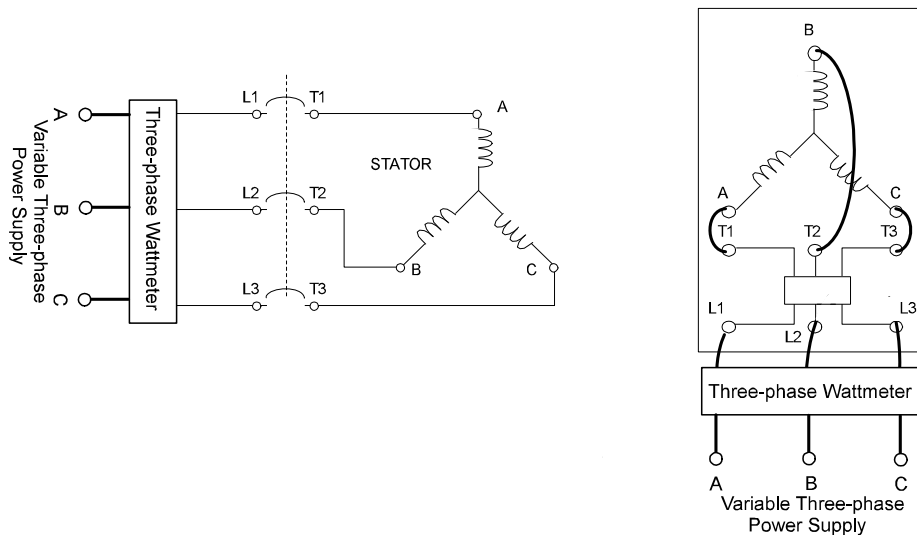 L1
T1
A
A
Variable Three-phase
Power Supply
B
C
Three-phase Wattmeter
STATOR
L2
T2
B
C
L3
T3
B
A
C
T1
T2
T3
L1
L2
L3
Three-phase Wattmeter
A
B
C
Variable Three-phase
Power Supply